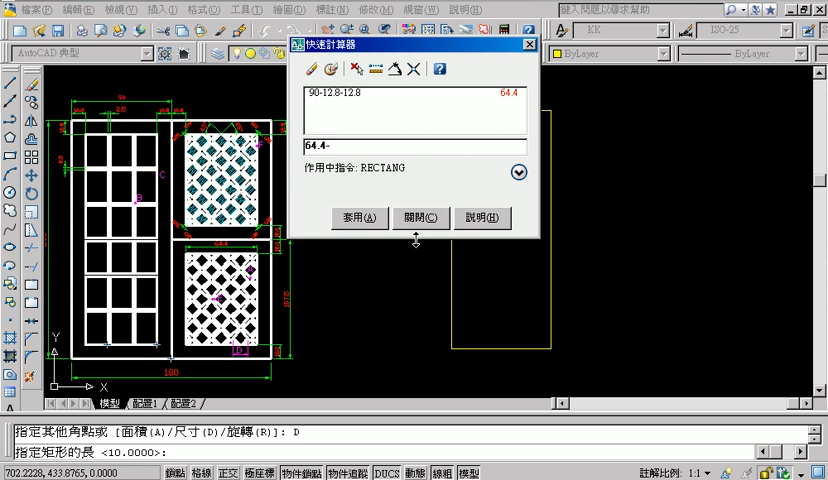 檔案(F) 編輯(E) 檢視(V) 插入(I) 格式(O) 工具(T) 繪圖(D) 標註(N) 修改(M) 視窗(W) 說明(H) 鍵入問題以尋求幫助
KK ISO-25
AutoCAD 典型 ByLayer ByLayer
快速計算器
90-12.8-12.8 64.4
64.4-
作用中指令: RECTANG
套用(A) 關閉(C) 說明(H)
90
C
F
B
64.4
D
180
Y
X
模型 配置1 配置2
指定其他角點或 [面積(A)/尺寸(D)/旋轉(R)]: D
指定矩形的長 <10.0000>:
702.2228, 433.8765, 0.0000 鎖點 格線 正交 極座標 物件鎖點 物件追蹤 DUCS 動態 線粗 模型 註解比例: 1:1